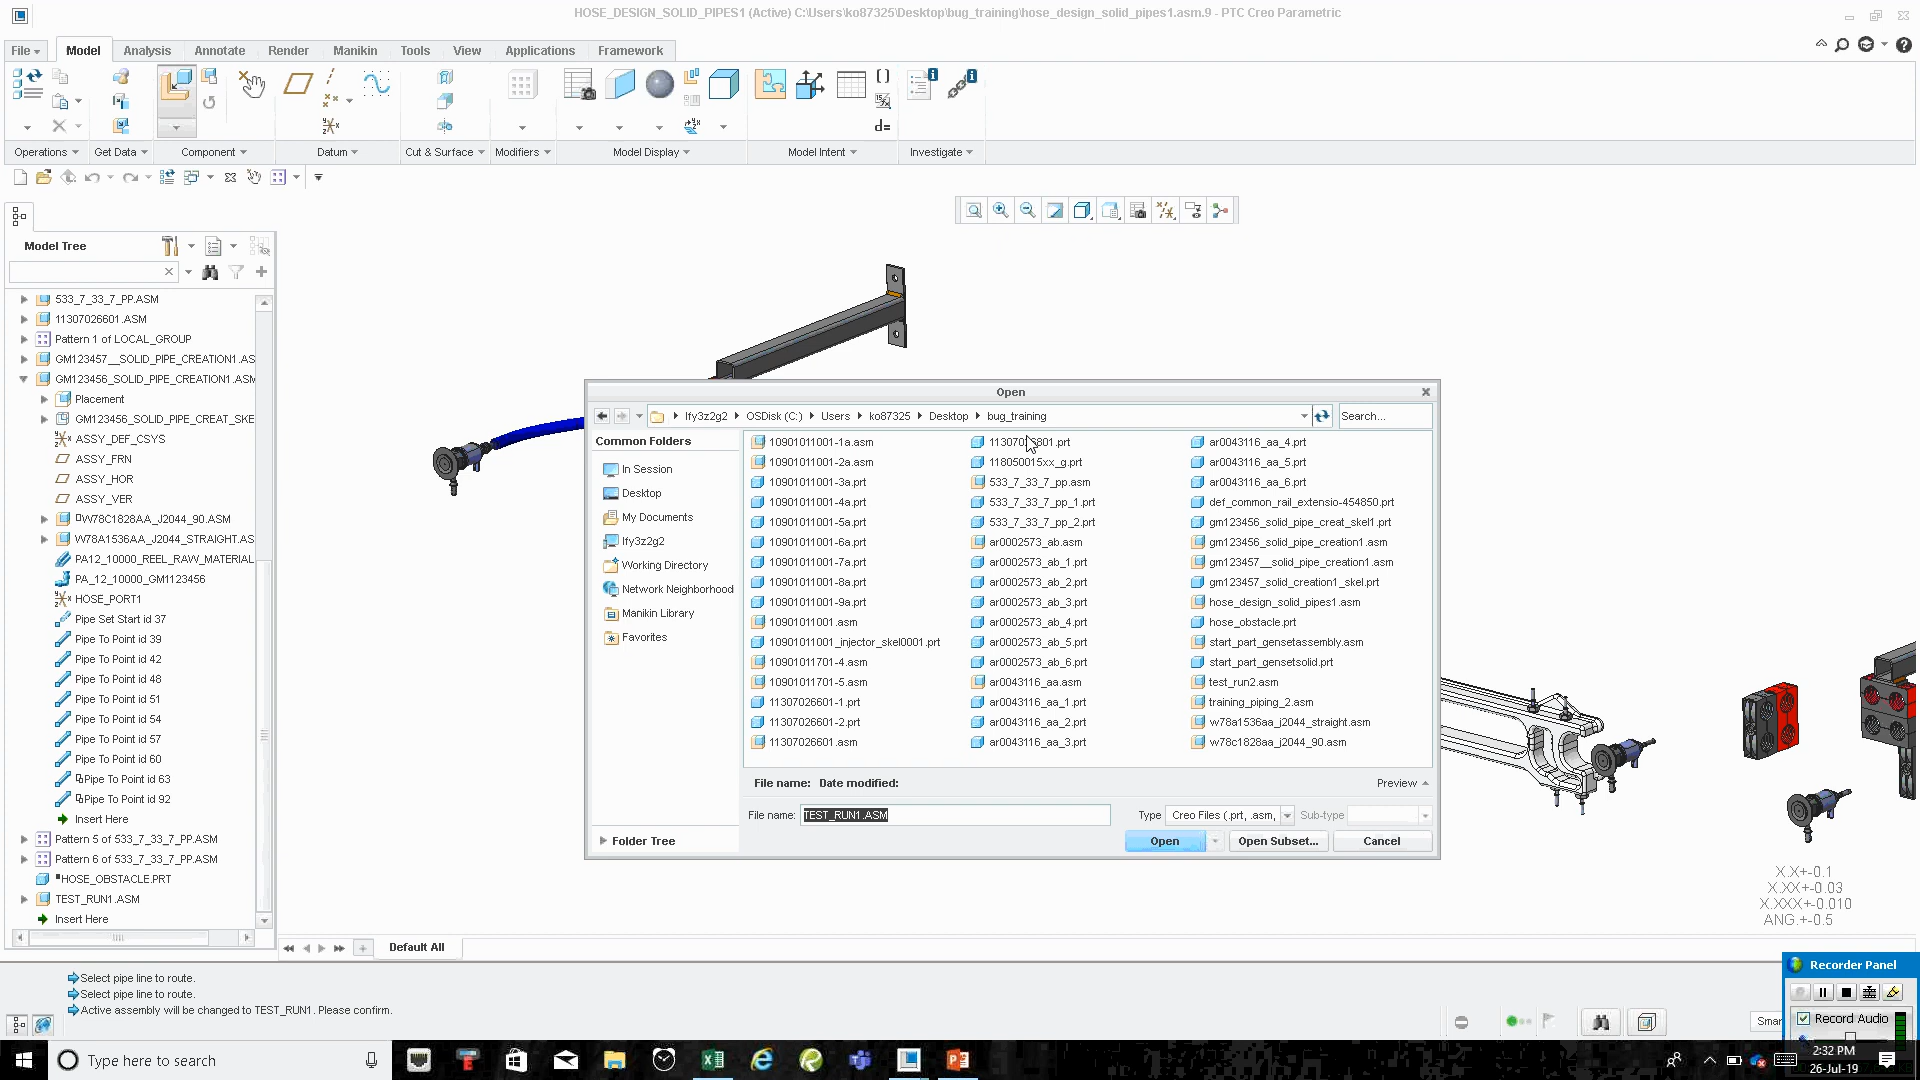 HOSE_DESIGN_SOLID_PIPES1 (Active) C:\Users\ko87325\Desktop\bug_training\hose_design_solid_pipes1.asm.9 - PTC Creo Parametric
File Model Analysis Annotate Render Manikin Tools View Applications Framework
Operations Get Data Component Datum Cut & Surface Modifiers Model Display Model Intent Investigate
Model Tree
533_7_33_7_PP.ASM
11307026601.ASM
Pattern 1 of LOCAL_GROUP
GM123457__SOLID_PIPE_CREATION1.AS
GM123456_SOLID_PIPE_CREATION1.ASM
Placement
GM123456_SOLID_PIPE_CREAT_SKE
ASSY_DEF_CSYS
ASSY_FRN
ASSY_HOR
ASSY_VER
W78C1828AA_J2044_90.ASM
W78A1536AA_J2044_STRAIGHT.AS
PA12_10000_REEL_RAW_MATERIAL
PA_12_10000_GM1123456
HOSE_PORT1
Pipe Set Start id 37
Pipe To Point id 39
Pipe To Point id 42
Pipe To Point id 48
Pipe To Point id 51
Pipe To Point id 54
Pipe To Point id 57
Pipe To Point id 60
Pipe To Point id 63
Pipe To Point id 92
Insert Here
Pattern 5 of 533_7_33_7_PP.ASM
Pattern 6 of 533_7_33_7_PP.ASM
HOSE_OBSTACLE.PRT
TEST_RUN1.ASM
Insert Here
Open
lfy3z2g2 OSDisk (C:) Users ko87325 Desktop bug_training
Search...
Common Folders
In Session
Desktop
My Documents
lfy3z2g2
Working Directory
Network Neighborhood
Manikin Library
Favorites
Folder Tree
10901011001-1a.asm
10901011001-2a.asm
10901011001-3a.prt
10901011001-4a.prt
10901011001-5a.prt
10901011001-6a.prt
10901011001-7a.prt
10901011001-8a.prt
10901011001-9a.prt
10901011001.asm
10901011001_injector_skel0001.prt
10901011701-4.asm
10901011701-5.asm
11307026601-1.prt
11307026601-2.prt
11307026601.asm
118050015xx_g.prt
533_7_33_7_pp.asm
533_7_33_7_pp_1.prt
533_7_33_7_pp_2.prt
ar0002573_ab.asm
ar0002573_ab_1.prt
ar0002573_ab_2.prt
ar0002573_ab_3.prt
ar0002573_ab_4.prt
ar0002573_ab_5.prt
ar0002573_ab_6.prt
ar0043116_aa.asm
ar0043116_aa_1.prt
ar0043116_aa_2.prt
ar0043116_aa_3.prt
ar0043116_aa_4.prt
ar0043116_aa_5.prt
ar0043116_aa_6.prt
def_common_rail_extensio-454850.prt
gm123456_solid_pipe_creat_skel1.prt
gm123456_solid_pipe_creation1.asm
gm123457__solid_pipe_creation1.asm
gm123457_solid_creation1_skel.prt
hose_design_solid_pipes1.asm
hose_obstacle.prt
start_part_gensetassembly.asm
start_part_gensetsolid.prt
test_run2.asm
training_piping_2.asm
w78a1536aa_j2044_straight.asm
w78c1828aa_j2044_90.asm
File name: Date modified:
Preview
File name: TEST_RUN1.ASM
Type Creo Files (.prt, .asm, Sub-type
Open Open Subset... Cancel
X.X+-0.1
X.XX+-0.03
X.XXX+-0.010
ANG.+-0.5
Default All
Select pipe line to route.
Select pipe line to route.
Active assembly will be changed to TEST_RUN1. Please confirm.
Smar
Recorder Panel
Record Audio
Type here to search
2:32 PM
26-Jul-19